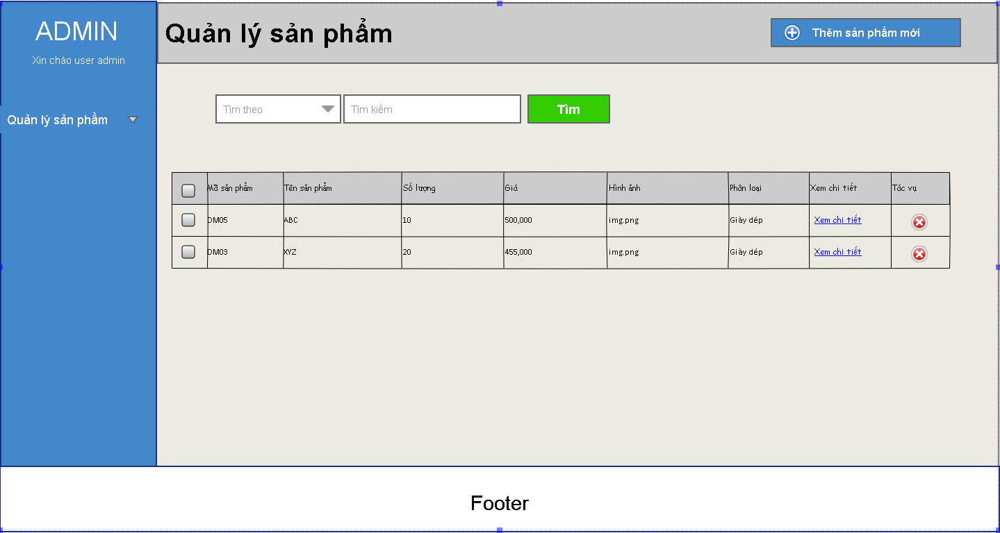 ADMIN
Xin chào user admin
Quản lý sản phẩm
Quản lý sản phẩm
Thêm sản phẩm mới
Tìm theo
Tìm kiếm
Tìm
Mã sản phẩm Tên sản phẩm Số lượng Giá Hình ảnh Phân loại Xem chi tiết Tác vụ
DM05 ABC 10 500,000 img.png Giày dép Xem chi tiết
DM03 XYZ 20 455,000 img.png Giày dép Xem chi tiết
Footer